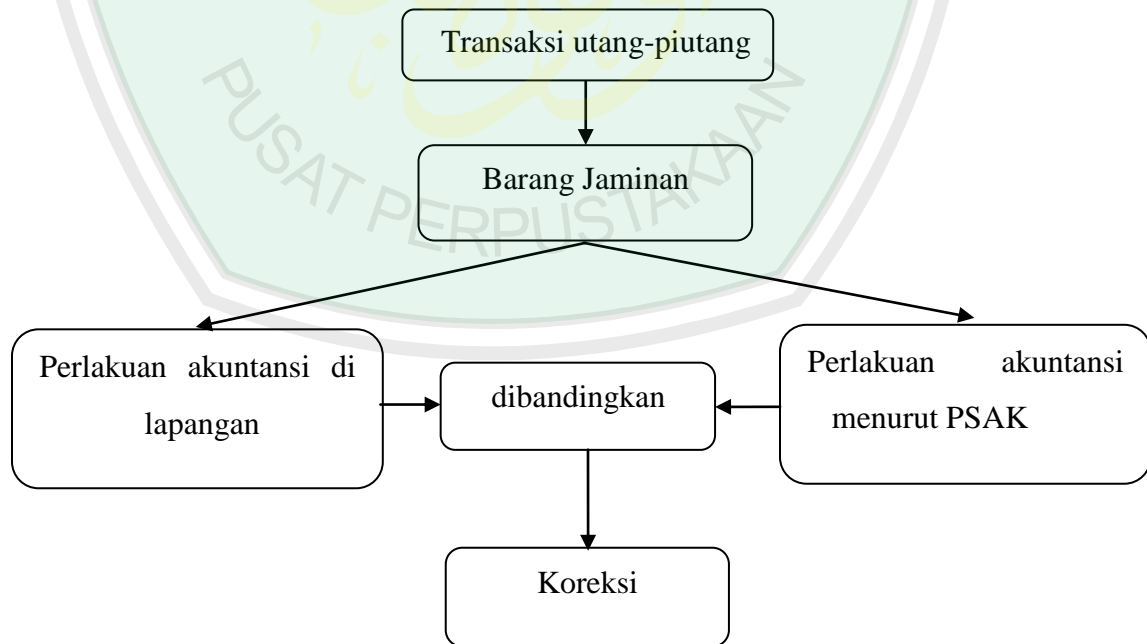 Transaksi utang-piutang
Barang Jaminan
PUSAT PERPUSTAKAAN
Perlakuan akuntansi di
lapangan
dibandingkan
Perlakuan akuntansi
menurut PSAK
Koreksi